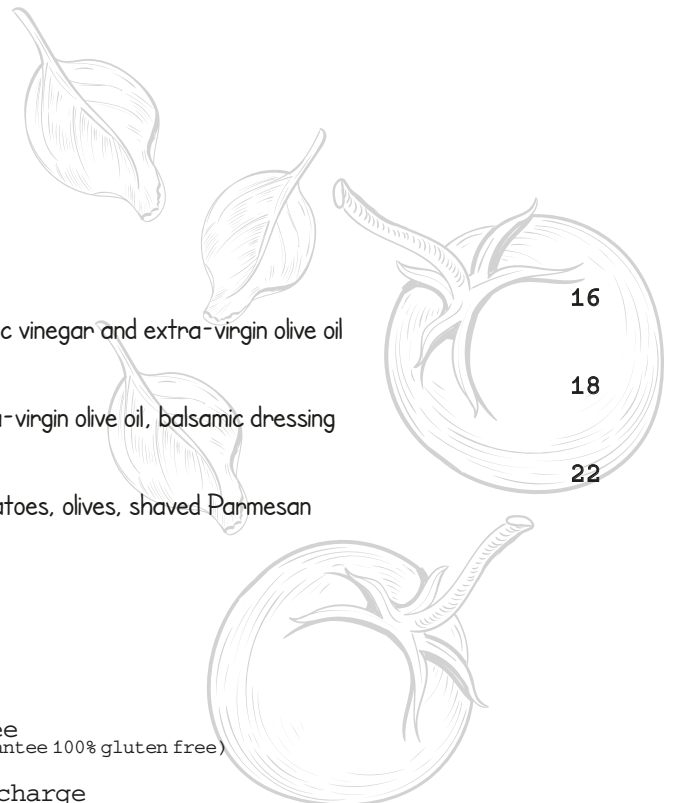 16
c vinegar and extra-virgin olive oil
18
-virgin olive oil, balsamic dressing
22
atoes, olives, shaved Parmesan
ee
antee 100% gluten free)
charge